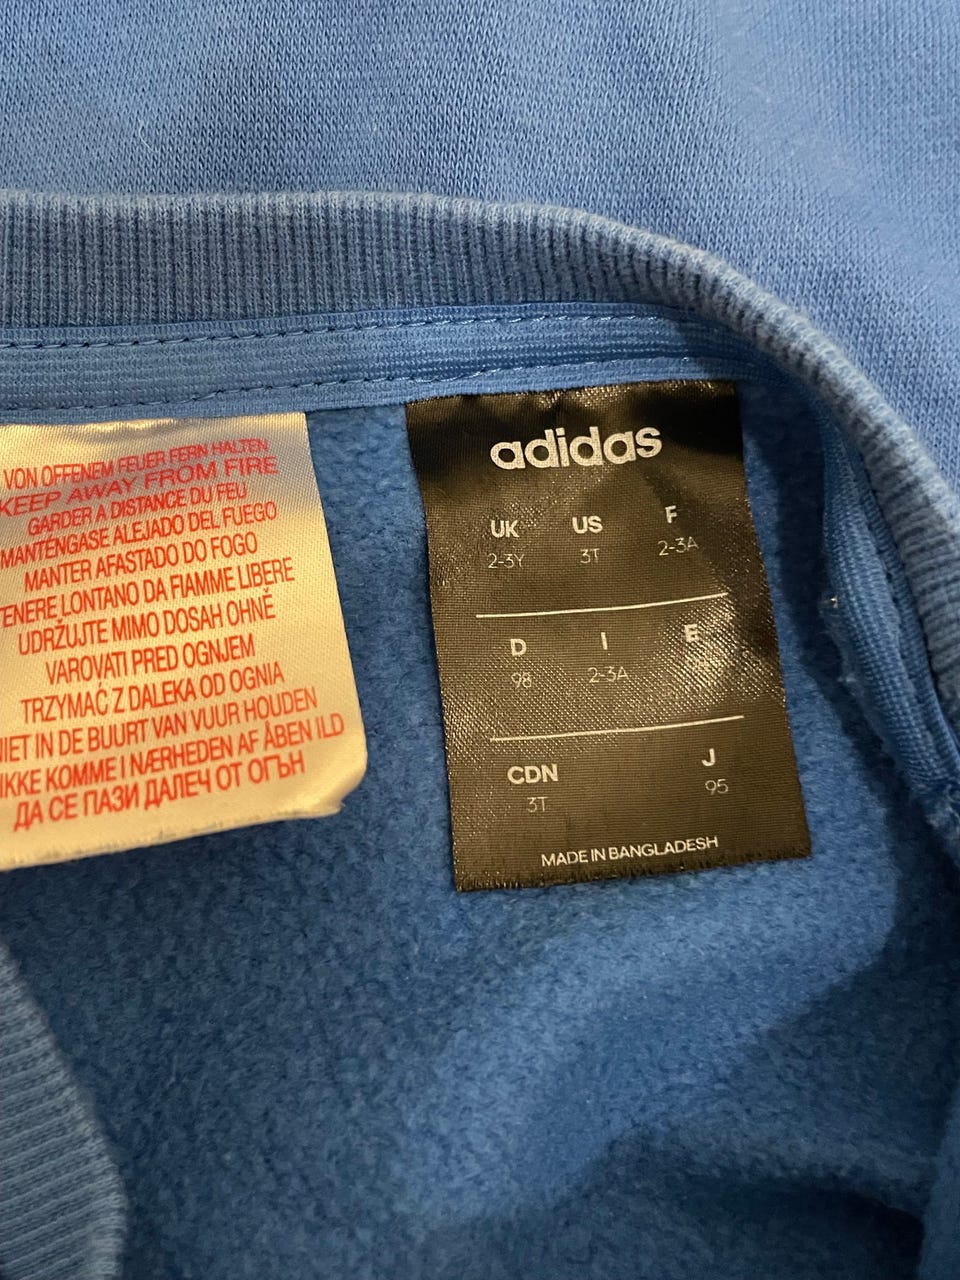 VON OFFENEM FEUER FERN HALTEN
KEEP AWAY FROM FIRE
GARDER A DISTANCE DU FEU
MANTÉNGASE ALEJADO DEL FUEGO
MANTER AFASTADO DO FOGO
TENERE LONTANO DA FIAMME LIBERE
UDRŽUJTE MIMO DOSAH OHNĚ
VAROVATI PRED OGNJEM
TRZYMAĆ Z DALEKA OD OGNIA
NIET IN DE BUURT VAN VUUR HOUDEN
IKKE KOMME I NÆRHEDEN AF ÅBEN ILD
ДА СЕ ПАЗИ ДАЛЕЧ ОТ ОГЪН
adidas
UK US F
2-3Y 3T 2-3A
D I E
98 2-3A
CDN J
3T 95
MADE IN BANGLADESH